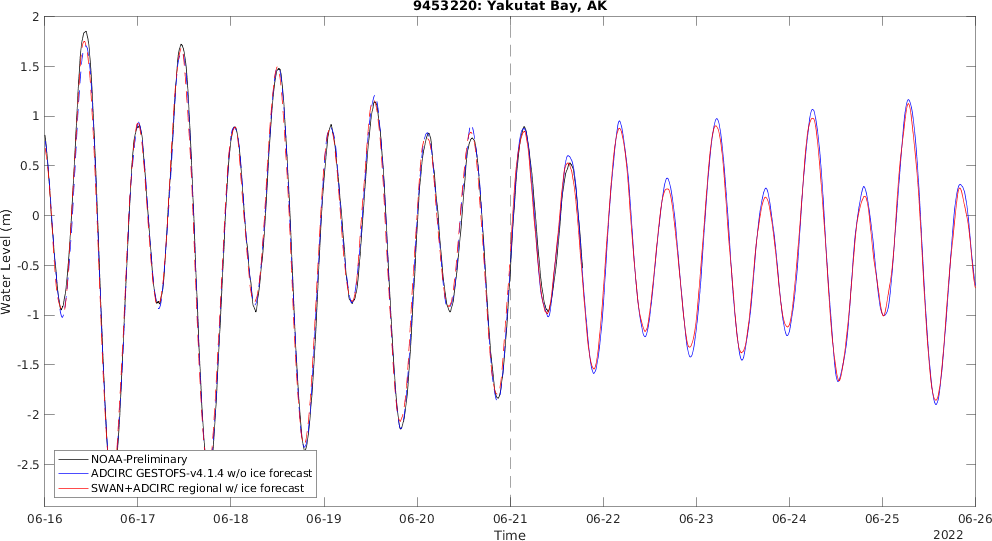 9453220: Yakutat Bay, AK
2
1.5
1
0.5
0
-0.5
-1
-1.5
-2
-2.5
Water Level (m)
NOAA-Preliminary
ADCIRC GESTOFS-v4.1.4 w/o ice forecast
SWAN+ADCIRC regional w/ ice forecast
06-16 06-17 06-18 06-19 06-20 06-21 06-22 06-23 06-24 06-25 06-26
Time
2022